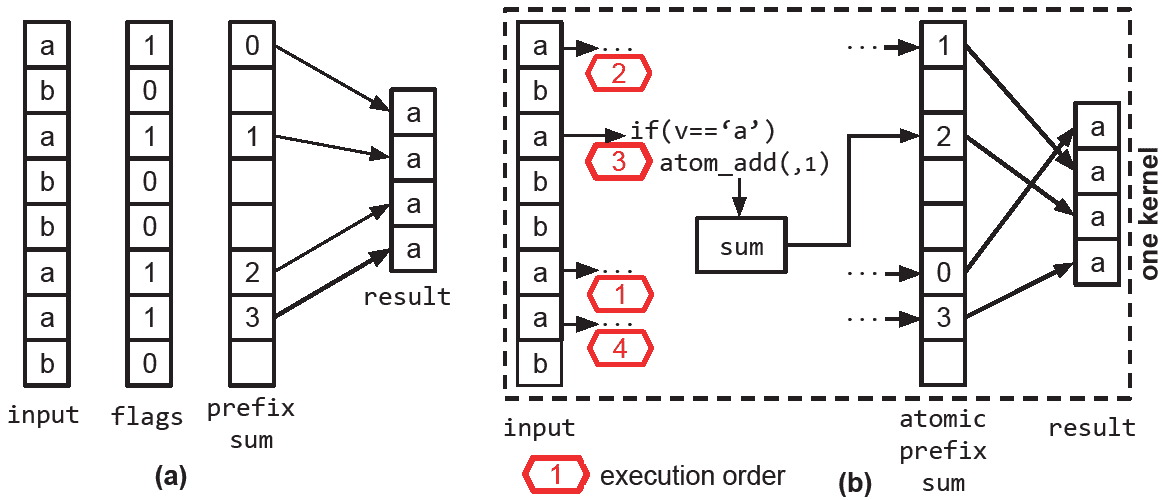 a
b
a
b
b
a
a
b
input
1
0
1
0
0
1
1
0
flags
0
1
2
3
prefix
sum
a
a
a
a
result
(a)
a
b
a
b
b
a
a
b
input
...
2
if(v=='a')
3
atom_add(,1)
sum
...
1
...
4
...
1
2
...
0
...
3
atomic
prefix
sum
a
a
a
a
result
one kernel
1 execution order
(b)